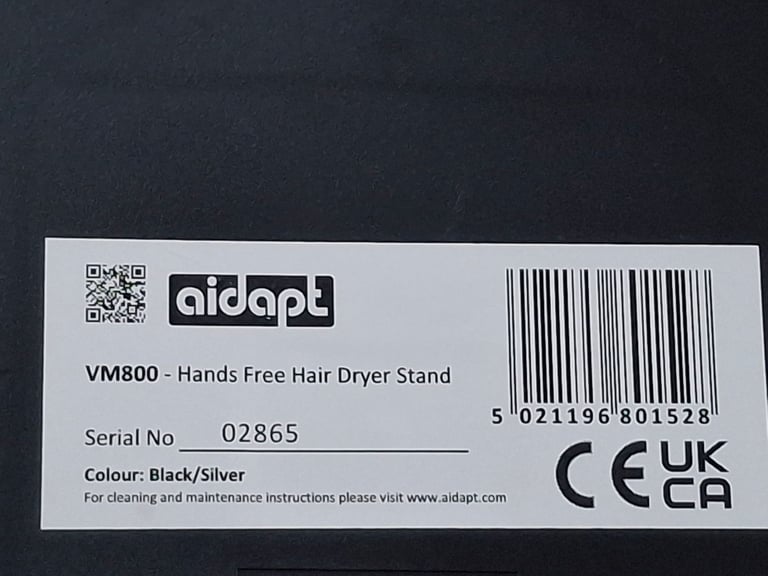 aidapt
VM800 - Hands Free Hair Dryer Stand
Serial No 02865
Colour: Black/Silver
For cleaning and maintenance instructions please visit www.aidapt.com
5 021196 801528
CE UK
CA